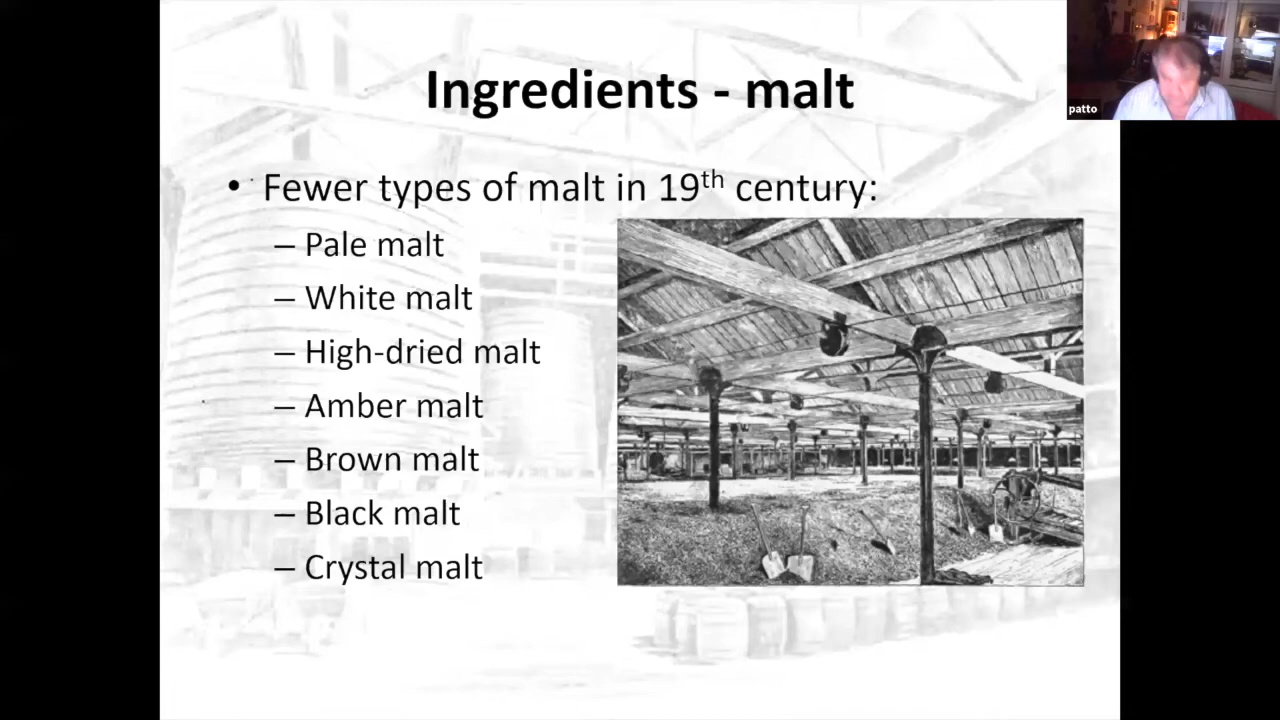 Ingredients - malt
patto
• Fewer types of malt in 19th century:
– Pale malt
– White malt
– High-dried malt
– Amber malt
– Brown malt
– Black malt
– Crystal malt